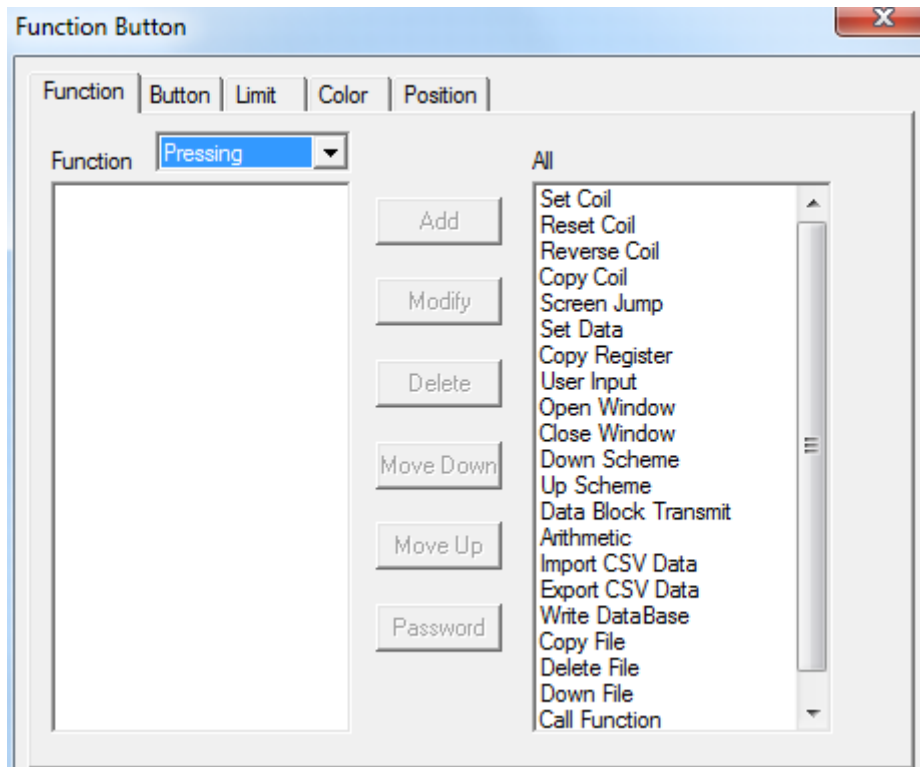 Function Button
Function Button Limit Color Position
Function Pressing All
Add
Modify
Delete
Move Down
Move Up
Password
Set Coil
Reset Coil
Reverse Coil
Copy Coil
Screen Jump
Set Data
Copy Register
User Input
Open Window
Close Window
Down Scheme
Up Scheme
Data Block Transmit
Arithmetic
Import CSV Data
Export CSV Data
Write DataBase
Copy File
Delete File
Down File
Call Function